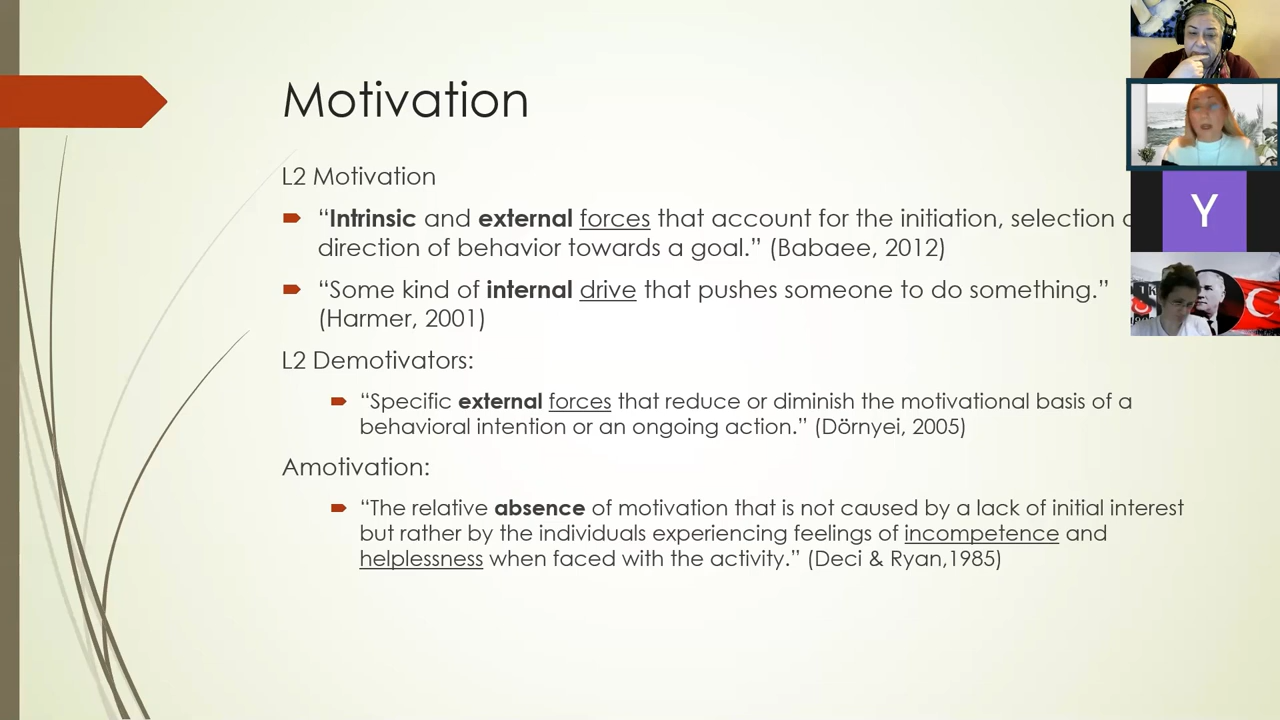 Motivation
L2 Motivation
“Intrinsic and external forces that account for the initiation, selection
direction of behavior towards a goal.” (Babaee, 2012)
“Some kind of internal drive that pushes someone to do something.”
(Harmer, 2001)
L2 Demotivators:
“Specific external forces that reduce or diminish the motivational basis of a
behavioral intention or an ongoing action.” (Dörnyei, 2005)
Amotivation:
“The relative absence of motivation that is not caused by a lack of initial interest
but rather by the individuals experiencing feelings of incompetence and
helplessness when faced with the activity.” (Deci & Ryan,1985)
Y